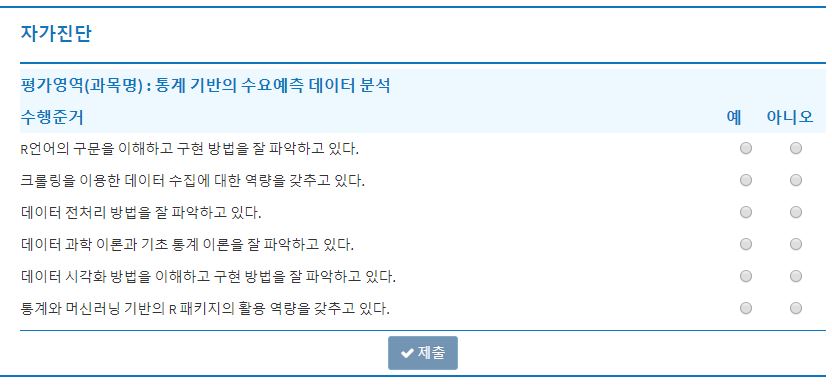 자가진단
평가영역(과목명) : 통계 기반의 수요예측 데이터 분석
수행준거 예 아니오
R언어의 구문을 이해하고 구현 방법을 잘 파악하고 있다.
크롤링을 이용한 데이터 수집에 대한 역량을 갖추고 있다.
데이터 전처리 방법을 잘 파악하고 있다.
데이터 과학 이론과 기초 통계 이론을 잘 파악하고 있다.
데이터 시각화 방법을 이해하고 구현 방법을 잘 파악하고 있다.
통계와 머신러닝 기반의 R 패키지의 활용 역량을 갖추고 있다.
제출